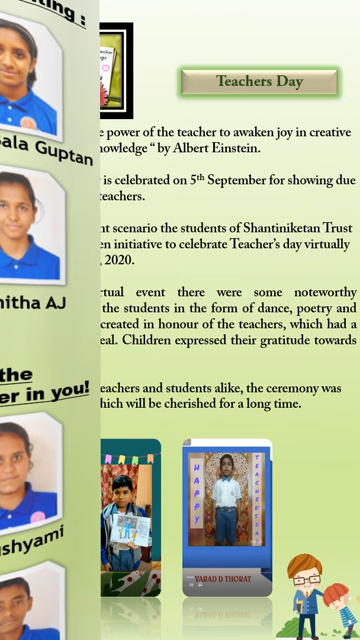 ting :
ala Guptan
hitha AJ
the
er in you!
ushyami
Teachers Day
e power of the teacher to awaken joy in creative
nowledge “ by Albert Einstein.
is celebrated on 5th September for showing due
teachers.
nt scenario the students of Shantiniketan Trust
en initiative to celebrate Teacher’s day virtually
, 2020.
rtual event there were some noteworthy
the students in the form of dance, poetry and
created in honour of the teachers, which had a
eal. Children expressed their gratitude towards
eachers and students alike, the ceremony was
hich will be cherished for a long time.
HAPPY
TEACHERS DAY
VARAD D THORAT